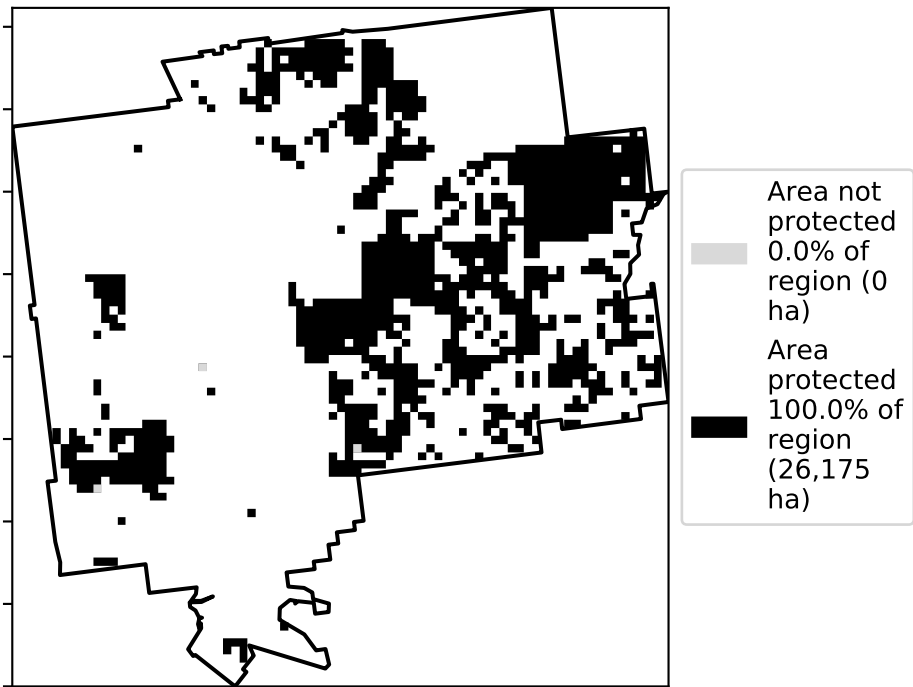 Area not
protected
0.0% of
region (0
ha)
Area
protected
100.0% of
region
(26,175
ha)